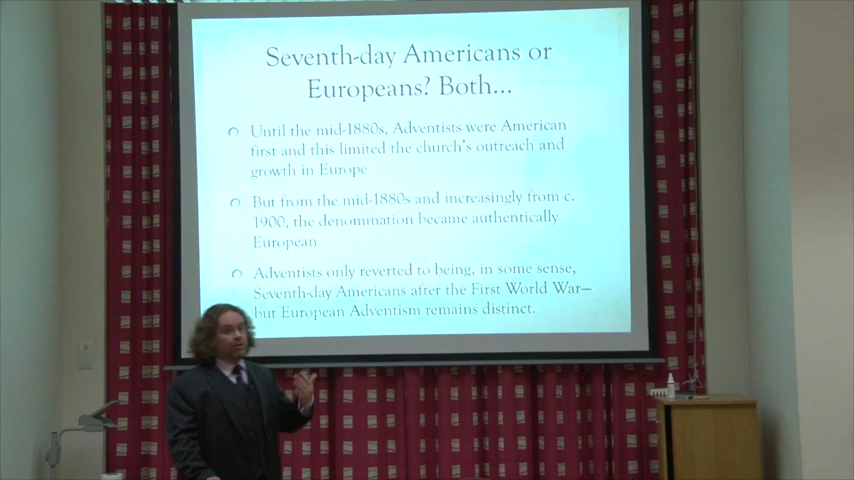 Seventh-day Americans or
Europeans? Both...
Until the mid-1880s, Adventists were American
first and this limited the church's outreach and
growth in Europe
But from the mid-1880s and increasingly from c.
1900, the denomination became authentically
European
Adventists only reverted to being, in some sense,
Seventh-day Americans after the First World War—
but European Adventism remains distinct.